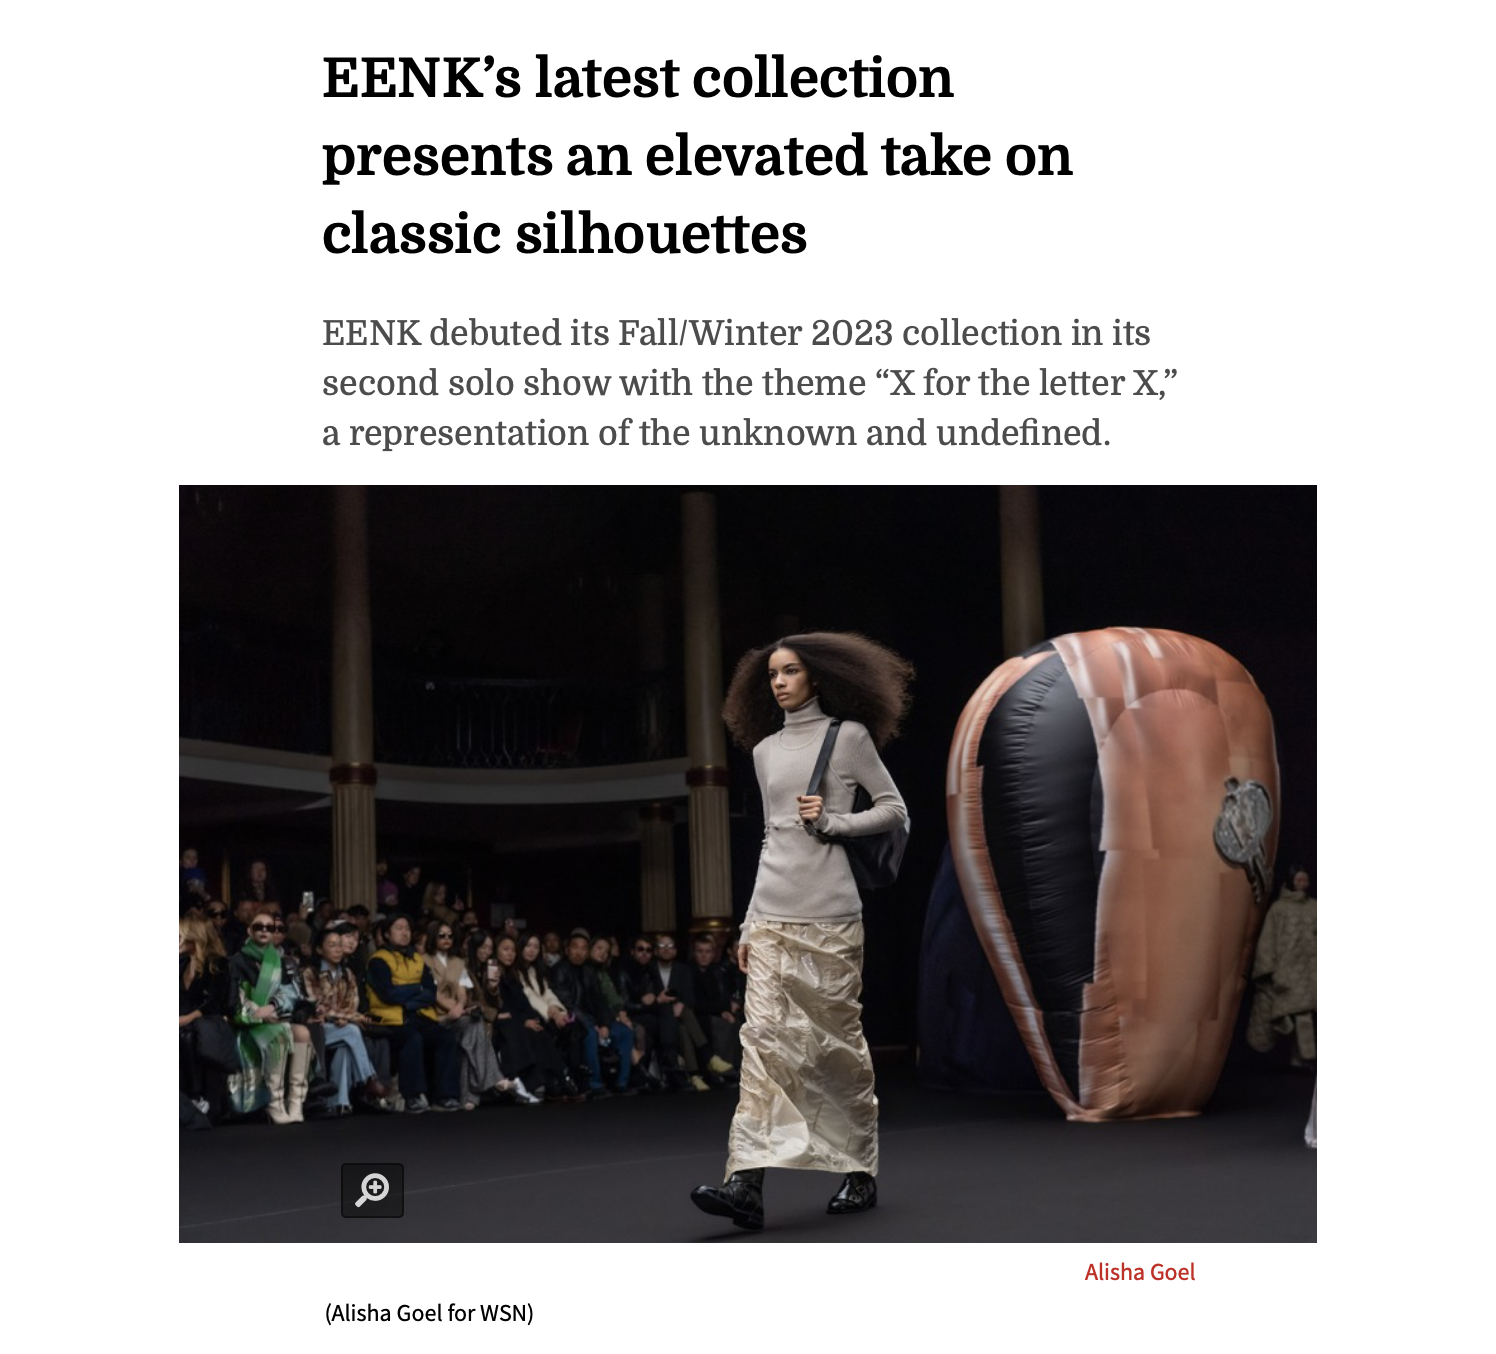 EENK’s latest collection
presents an elevated take on
classic silhouettes
EENK debuted its Fall/Winter 2023 collection in its
second solo show with the theme “X for the letter X,”
a representation of the unknown and undefined.
Alisha Goel
(Alisha Goel for WSN)